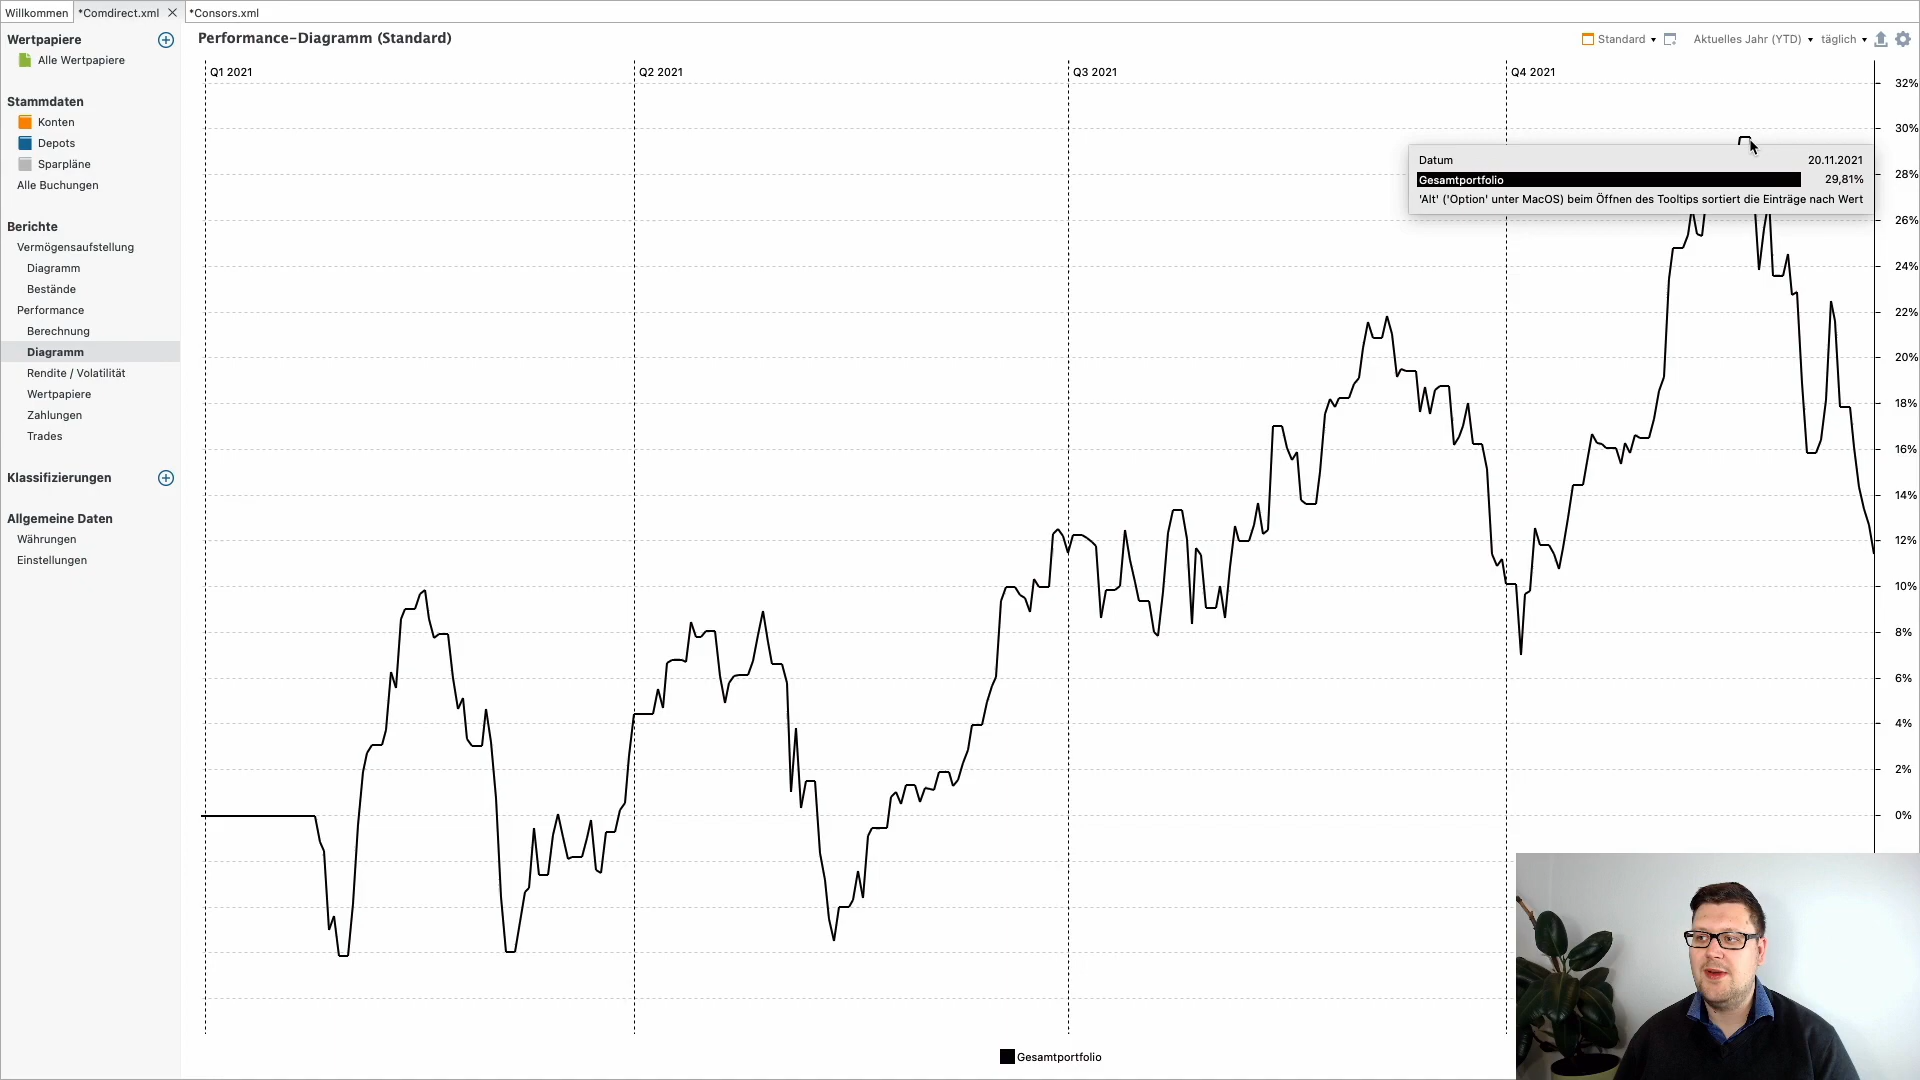 Willkommen
*Comdirect.xml
*Consors.xml
Wertpapiere
Alle Wertpapiere
Stammdaten
Konten
Depots
Sparpläne
Alle Buchungen
Berichte
Vermögensaufstellung
Diagramm
Bestände
Performance
Berechnung
Diagramm
Rendite / Volatilität
Wertpapiere
Zahlungen
Trades
Klassifizierungen
Allgemeine Daten
Währungen
Einstellungen
Performance-Diagramm (Standard)
Standard
Aktuelles Jahr (YTD)
täglich
Q1 2021
Q2 2021
Q3 2021
Q4 2021
32%
30%
28%
26%
24%
22%
20%
18%
16%
14%
12%
10%
8%
6%
4%
2%
0%
Datum 20.11.2021
Gesamtportfolio 29,81%
'Alt' ('Option' unter MacOS) beim Öffnen des Tooltips sortiert die Einträge nach Wert
Gesamtportfolio